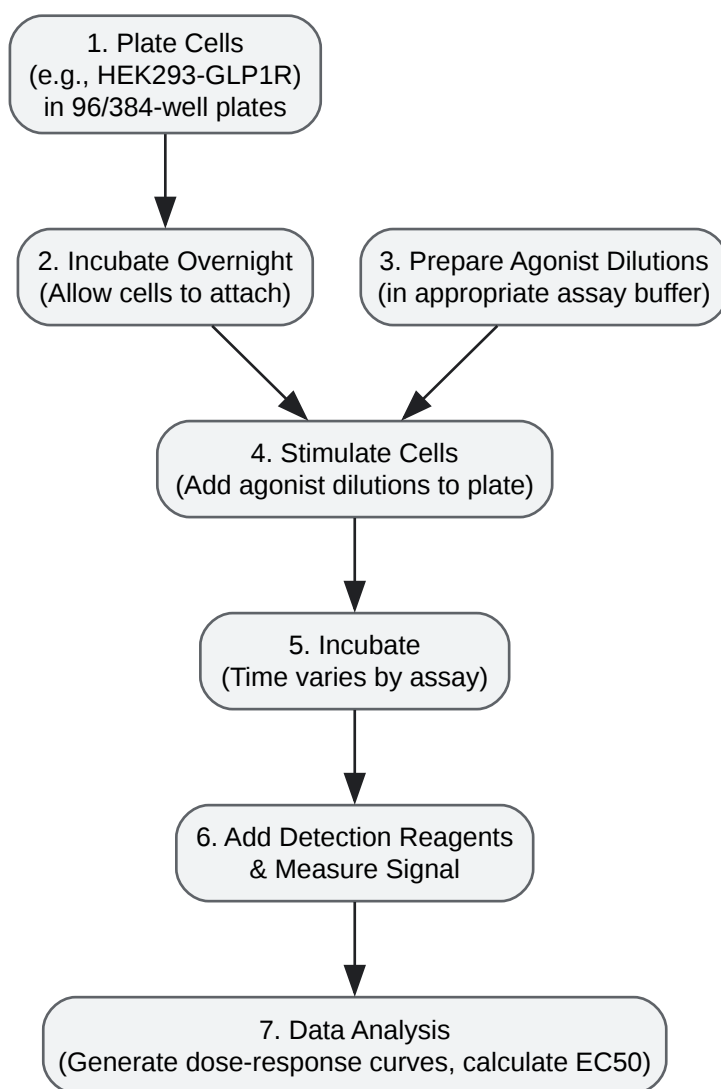 1. Plate Cells
(e.g., HEK293-GLP1R)
in 96/384-well plates
2. Incubate Overnight
(Allow cells to attach)
3. Prepare Agonist Dilutions
(in appropriate assay buffer)
4. Stimulate Cells
(Add agonist dilutions to plate)
5. Incubate
(Time varies by assay)
6. Add Detection Reagents
& Measure Signal
7. Data Analysis
(Generate dose-response curves, calculate EC50)